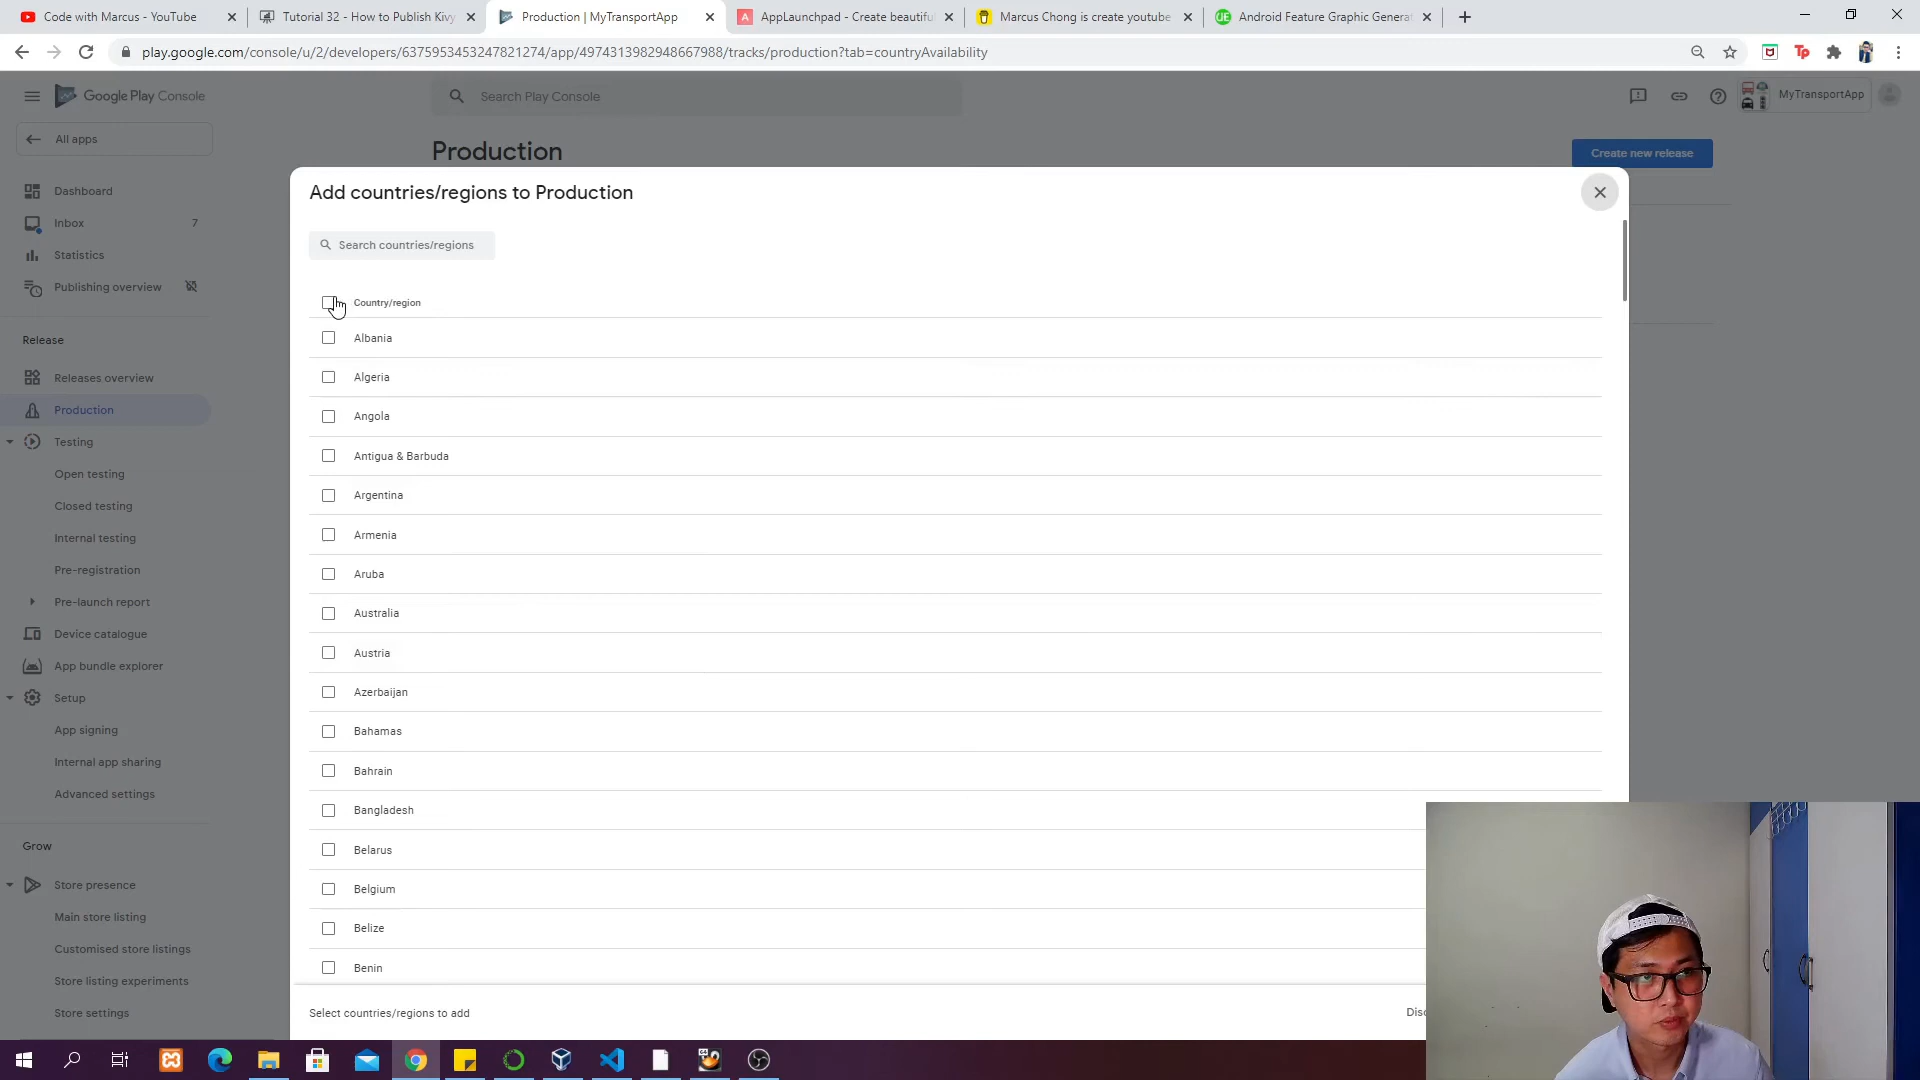 Code with Marcus - YouTube
Tutorial 32 - How to Publish Kivy
Production | MyTransportApp
AppLaunchpad - Create beautiful
Marcus Chong is create youtube
Android Feature Graphic Generat
play.google.com/console/u/2/developers/6375953453247821274/app/4974313982948667988/tracks/production?tab=countryAvailability
Google Play Console
Search Play Console
MyTransportApp
All apps
Production
Create new release
Dashboard
Inbox 7
Statistics
Publishing overview
Release
Releases overview
Production
Testing
Open testing
Closed testing
Internal testing
Pre-registration
Pre-launch report
Device catalogue
App bundle explorer
Setup
App signing
Internal app sharing
Advanced settings
Grow
Store presence
Main store listing
Customised store listings
Store listing experiments
Store settings
Add countries/regions to Production
Search countries/regions
Country/region
Albania
Algeria
Angola
Antigua & Barbuda
Argentina
Armenia
Aruba
Australia
Austria
Azerbaijan
Bahamas
Bahrain
Bangladesh
Belarus
Belgium
Belize
Benin
Select countries/regions to add